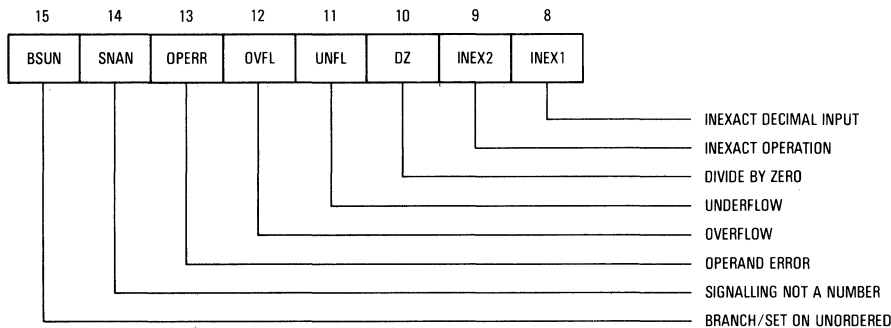 15 14 13 12 11 10 9 8
BSUN SNAN OPERR OVFL UNFL DZ INEX2 INEX1
INEXACT DECIMAL INPUT
INEXACT OPERATION
DIVIDE BY ZERO
UNDERFLOW
OVERFLOW
OPERAND ERROR
SIGNALLING NOT A NUMBER
BRANCH/SET ON UNORDERED